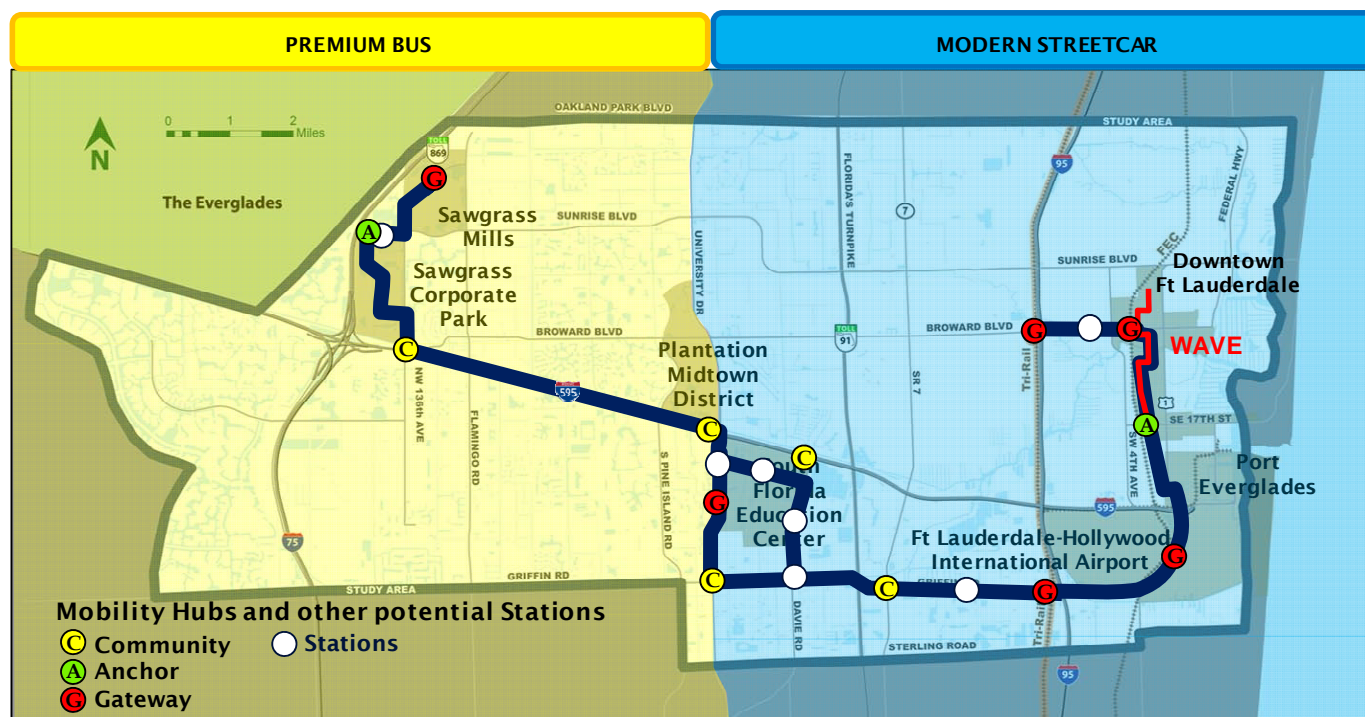 PREMIUM BUS
MODERN STREETCAR
OAKLAND PARK BLVD
STUDY AREA
0 1 2
Miles
N
TOLL
869
95
G
The Everglades
FLORIDA'S TURNPIKE
7
FEDERAL HWY
Sawgrass
Mills
SUNRISE BLVD
A
UNIVERSITY DR
FEC
SUNRISE BLVD
Downtown
Ft Lauderdale
Sawgrass
Corporate
Park
BROWARD BLVD
BROWARD BLVD
G
G
TOLL
91
WAVE
C
Plantation
Midtown
District
NW 136th AVE
595
FLAMINGO RD
SR 7
Tri-Rail
1
SE 17TH ST
A
C
SW 4TH AVE
S PINE ISLAND RD
C
South
Florida
Education
Center
G
Port
Everglades
595
75
Ft Lauderdale-Hollywood
International Airport
G
STUDY AREA
GRIFFIN RD
C
C
GRIFFIN
G
DAVIE RD
Tri-Rail
STERLING ROAD
95
Mobility Hubs and other potential Stations
C Community
Stations
A Anchor
G Gateway